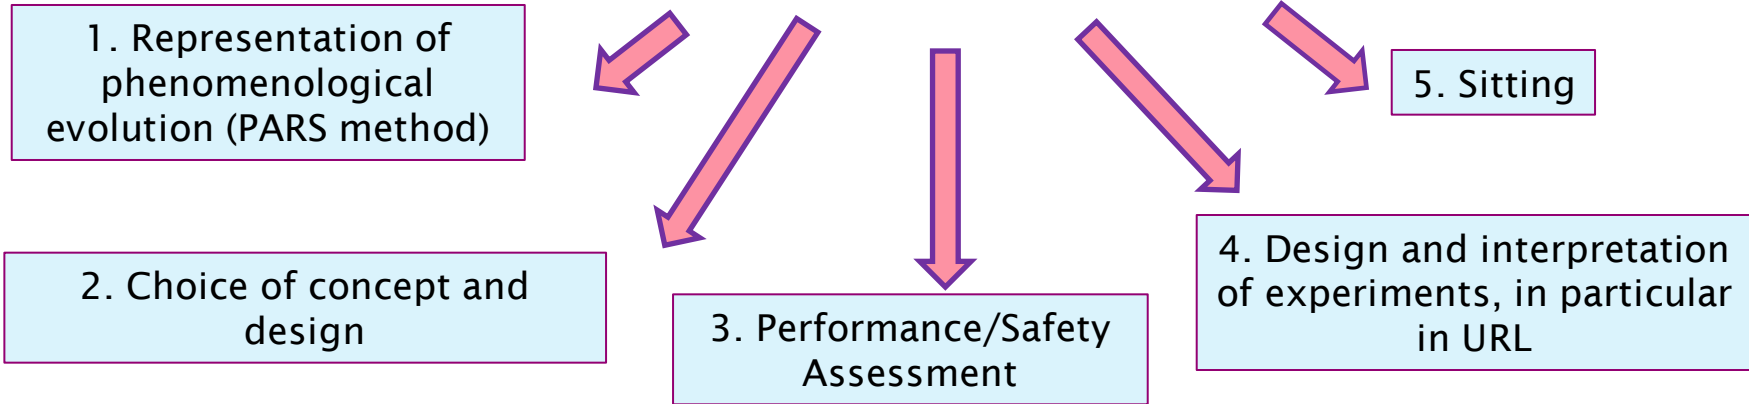 1. Representation of
phenomenological
evolution (PARS method)
2. Choice of concept and
design
3. Performance/Safety
Assessment
4. Design and interpretation
of experiments, in particular
in URL
5. Sitting